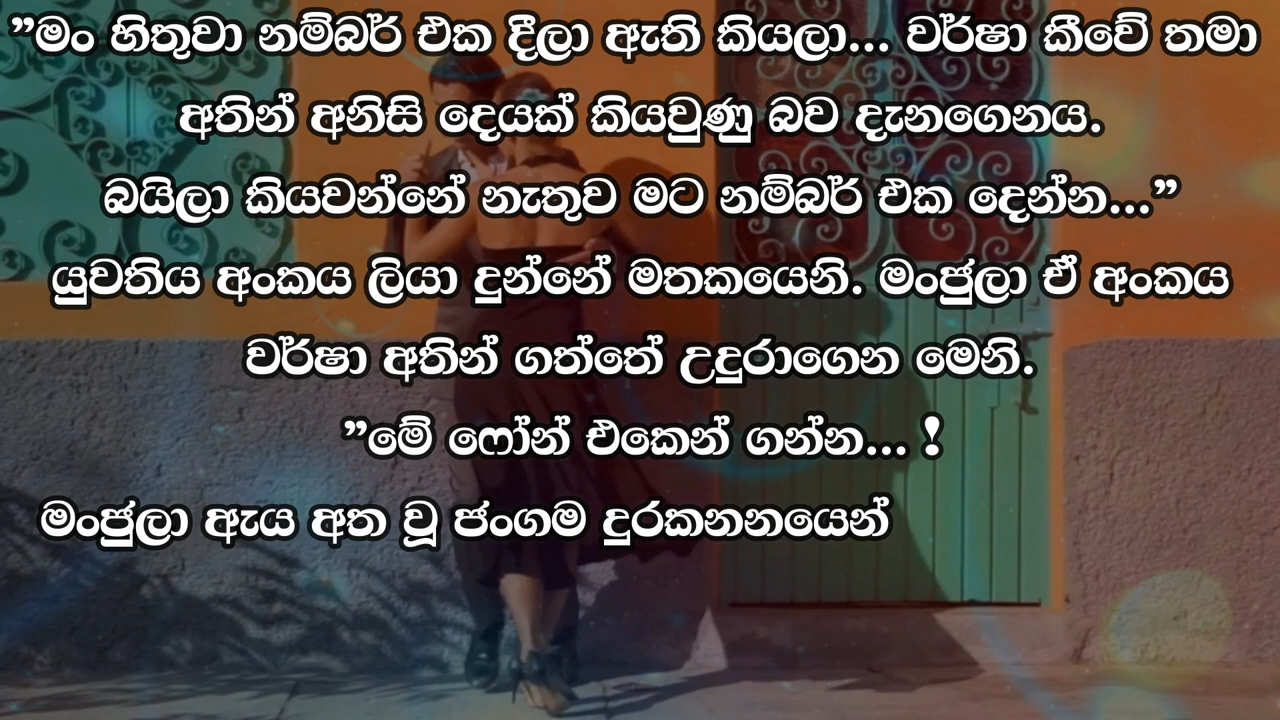 ”මං හිතුවා නම්බර් එක දීලා ඇති කියලා... වර්ෂා කීවේ තමා
අතින් අනිසි දෙයක් කියවුණු බව දැනගෙනය.
බයිලා කියවන්නේ නැතුව මට නම්බර් එක දෙන්න...”
යුවතිය අංකය ලියා දුන්නේ මතකයෙනි. මංජුලා ඒ අංකය
වර්ෂා අතින් ගත්තේ උදුරාගෙන මෙනි.
”මේ ෆෝන් එකෙන් ගන්න... !
මංජුලා ඇය අත වූ ජංගම දුරකනනයෙන්